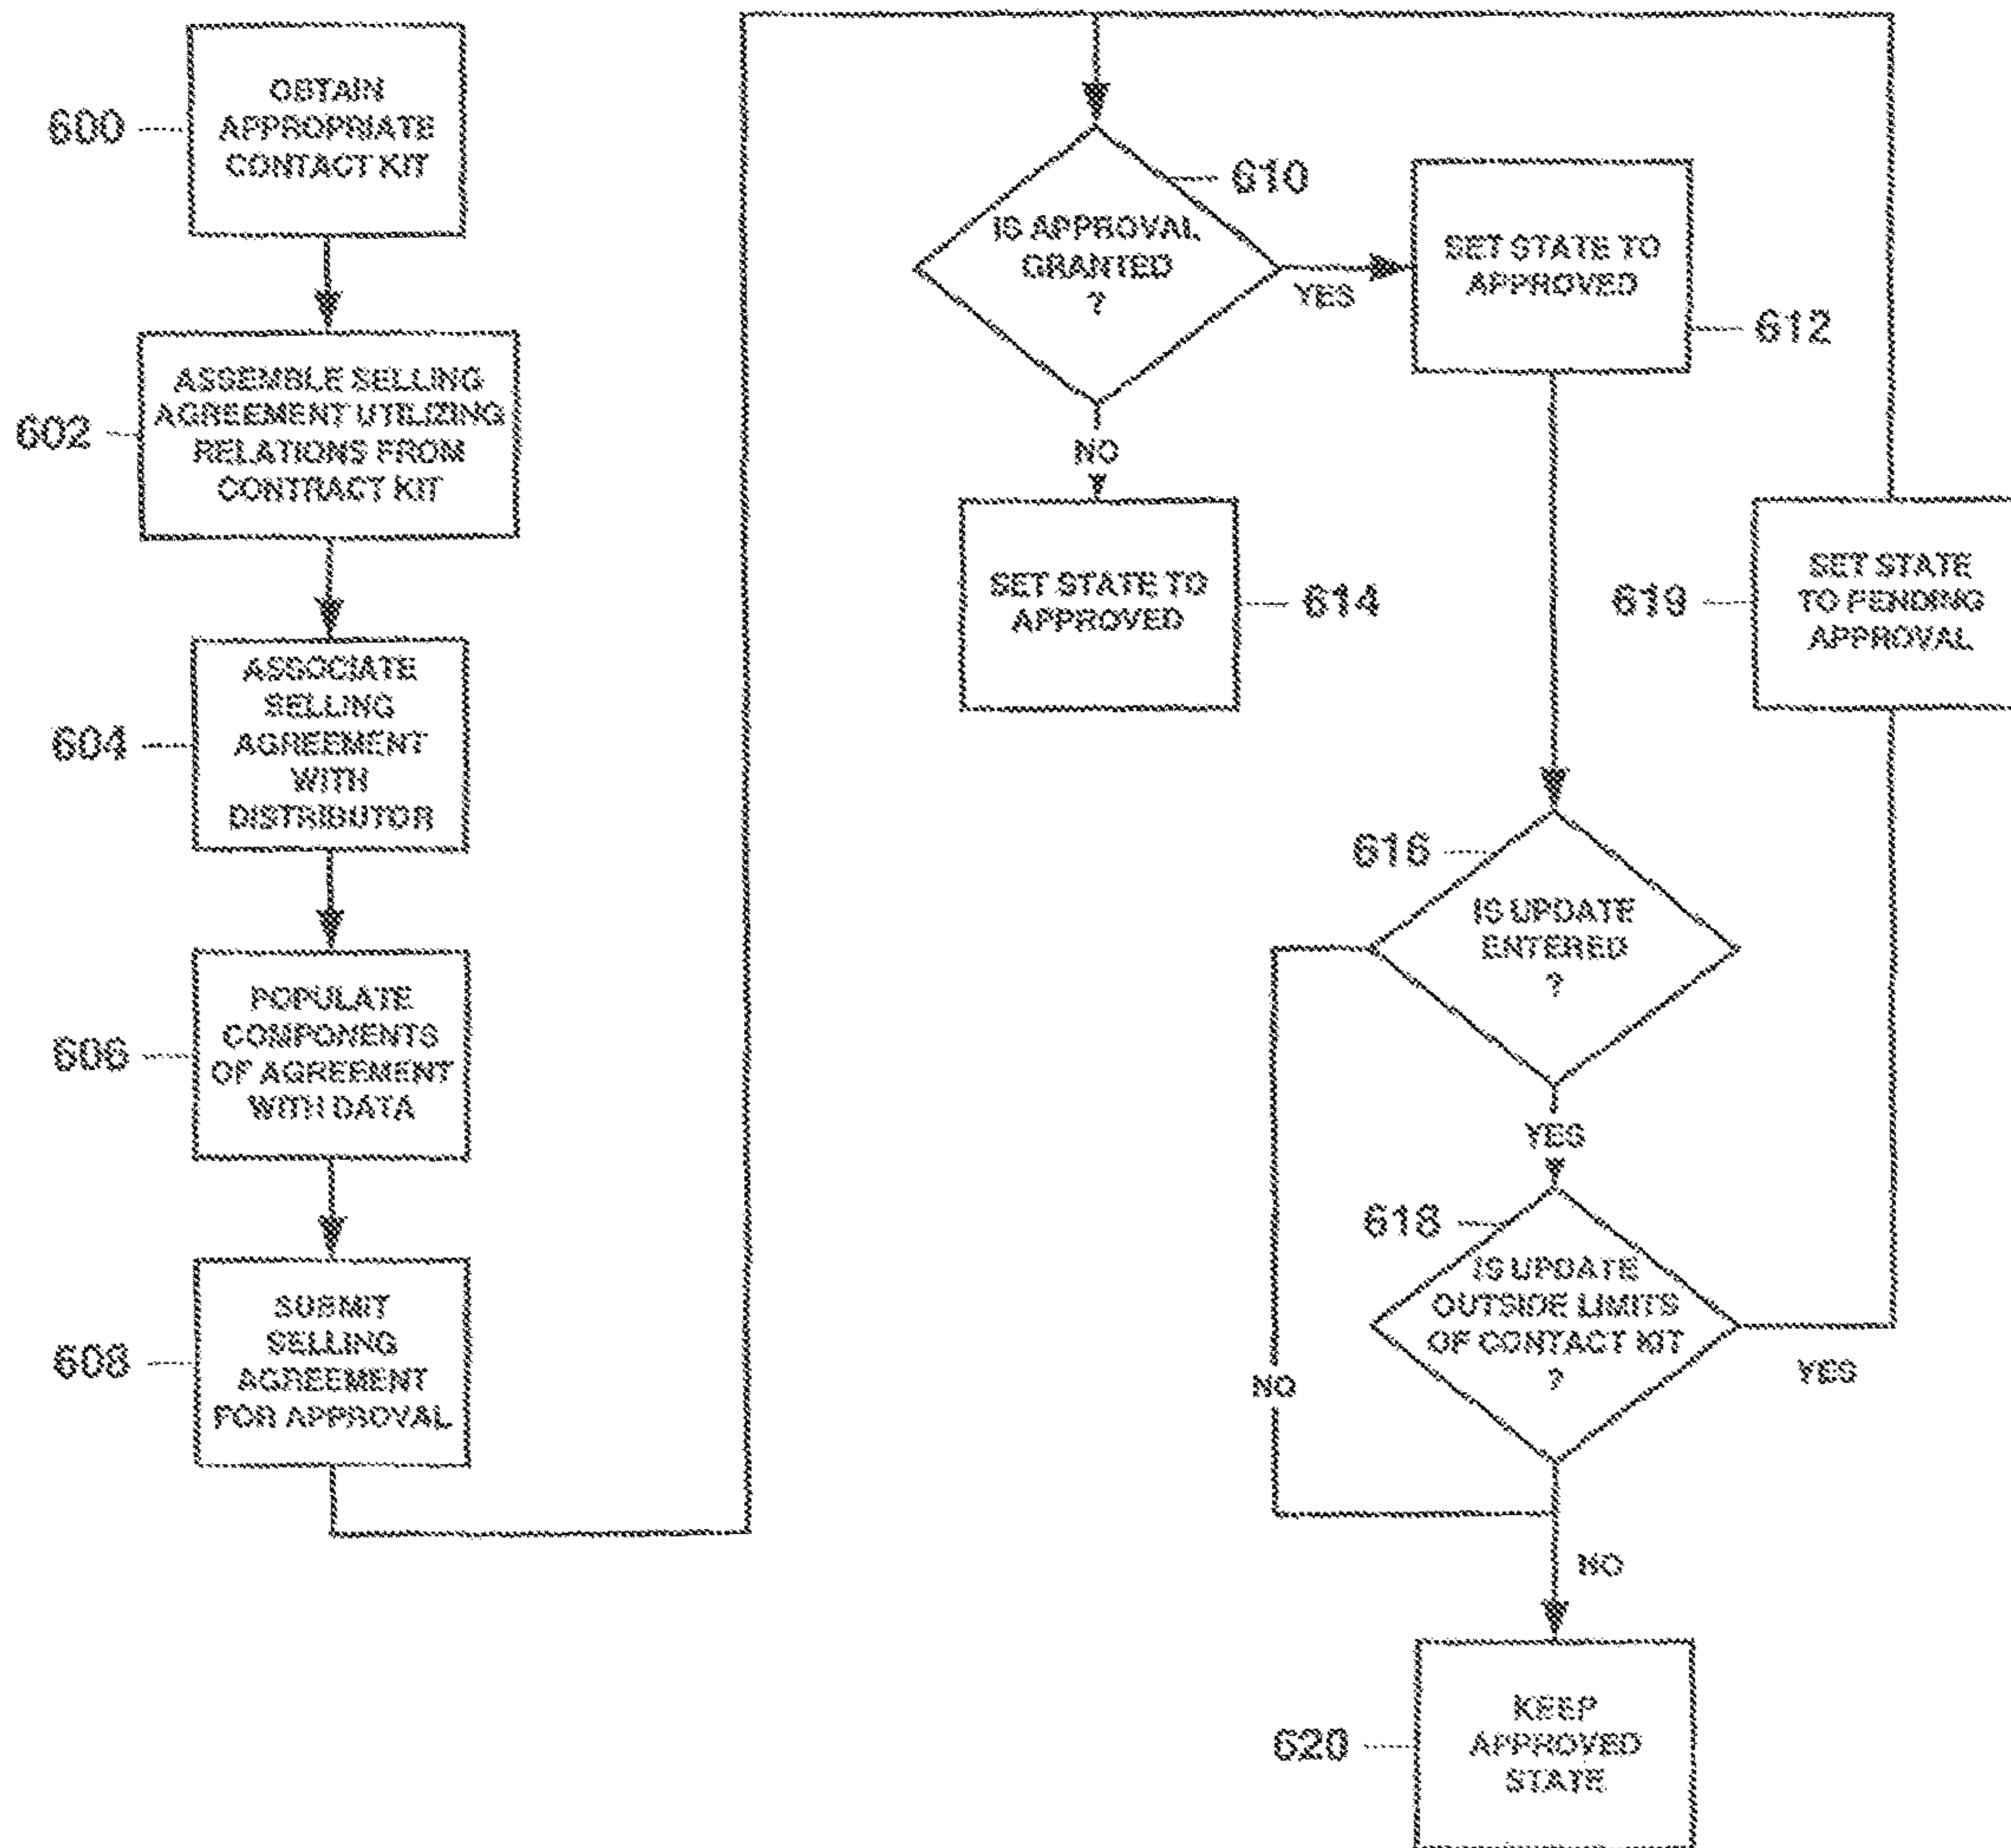 600
OBTAIN
APPROPRIATE
CONTACT KIT
602
ASSEMBLE SELLING
AGREEMENT UTILIZING
RELATIONS FROM
CONTRACT KIT
604
ASSOCIATE
SELLING
AGREEMENT
WITH
DISTRIBUTOR
606
POPULATE
COMPONENTS
OF AGREEMENT
WITH DATA
608
SUBMIT
SELLING
AGREEMENT
FOR APPROVAL
610
IS APPROVAL
GRANTED
?
YES
NO
SET STATE TO
APPROVED
612
SET STATE TO
APPROVED
614
619
SET STATE
TO PENDING
APPROVAL
616
IS UPDATE
ENTERED
?
YES
NO
618
IS UPDATE
OUTSIDE LIMITS
OF CONTACT KIT
?
YES
NO
620
KEEP
APPROVED
STATE